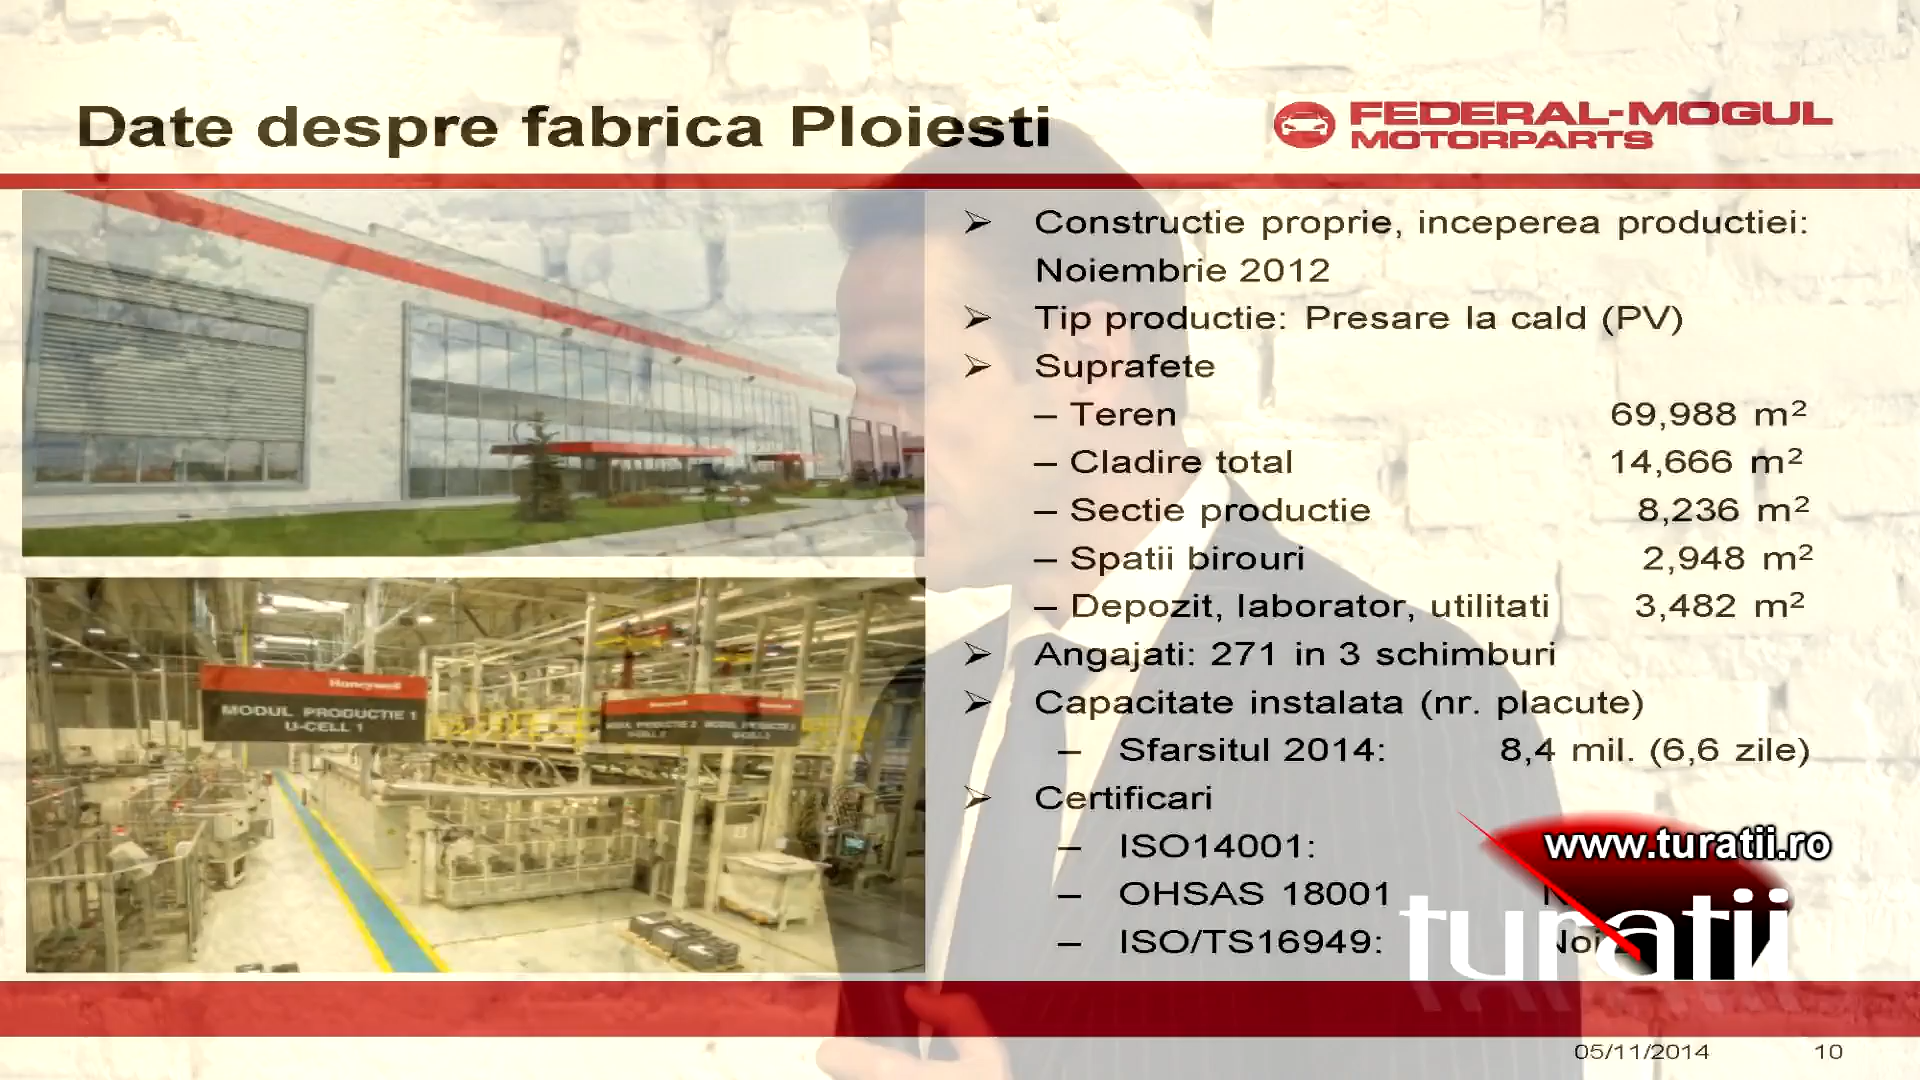 Date despre fabrica Ploiesti
FEDERAL-MOGUL
MOTORPARTS
➢ Constructie proprie, inceperea productiei:
Noiembrie 2012
➢ Tip productie: Presare la cald (PV)
➢ Suprafete
– Teren 69,988 m²
– Cladire total 14,666 m²
– Sectie productie 8,236 m²
– Spatii birouri 2,948 m²
– Depozit, laborator, utilitati 3,482 m²
➢ Angajati: 271 in 3 schimburi
➢ Capacitate instalata (nr. placute)
– Sfarsitul 2014: 8,4 mil. (6,6 zile)
➢ Certificari
– ISO14001:
– OHSAS 18001
– ISO/TS16949:
Honeywell
MODUL PRODUCTIE 1
U-CELL 1
www.turatii.ro
turatii
05/11/2014 10